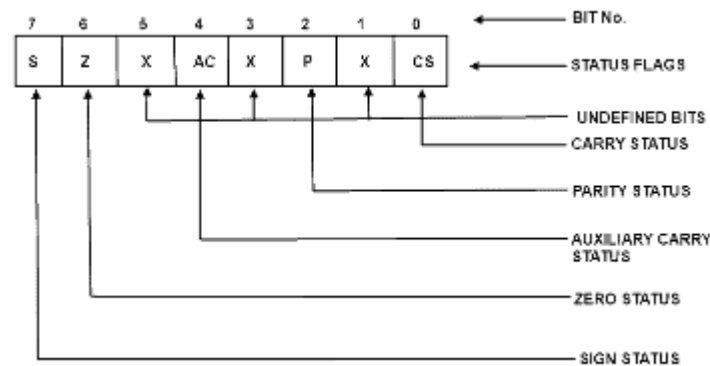 7 6 5 4 3 2 1 0 BIT No.
S Z X AC X P X CS STATUS FLAGS
UNDEFINED BITS
CARRY STATUS
PARITY STATUS
AUXILIARY CARRY
STATUS
ZERO STATUS
SIGN STATUS